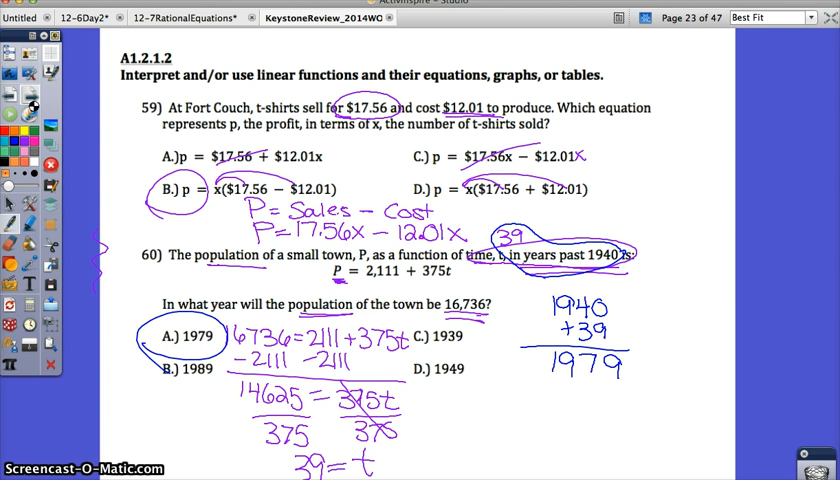 ActivInspire - Studio
Untitled 12-6Day2* 12-7RationalEquations* KeystoneReview_2014WO Page 23 of 47 Best Fit
A1.2.1.2
Interpret and/or use linear functions and their equations, graphs, or tables.
59) At Fort Couch, t-shirts sell for $17.56 and cost $12.01 to produce. Which equation
represents p, the profit, in terms of x, the number of t-shirts sold?
A.)p = $17.56 + $12.01x C.) p = $17.56x - $12.01x
B.) p = x($17.56 - $12.01) D.) p = x($17.56 + $12.01)
P = Sales - Cost
P = 17.56x - 12.01x
39
60) The population of a small town, P, as a function of time, t, in years past 1940 is:
P = 2,111 + 375t
In what year will the population of the town be 16,736?
1940
+39
1979
A.) 1979 16736 = 2111 + 375t C.) 1939
-2111 -2111
B.) 1989 D.) 1949
14625 = 375t
375 375
39 = t
Screencast-O-Matic.com